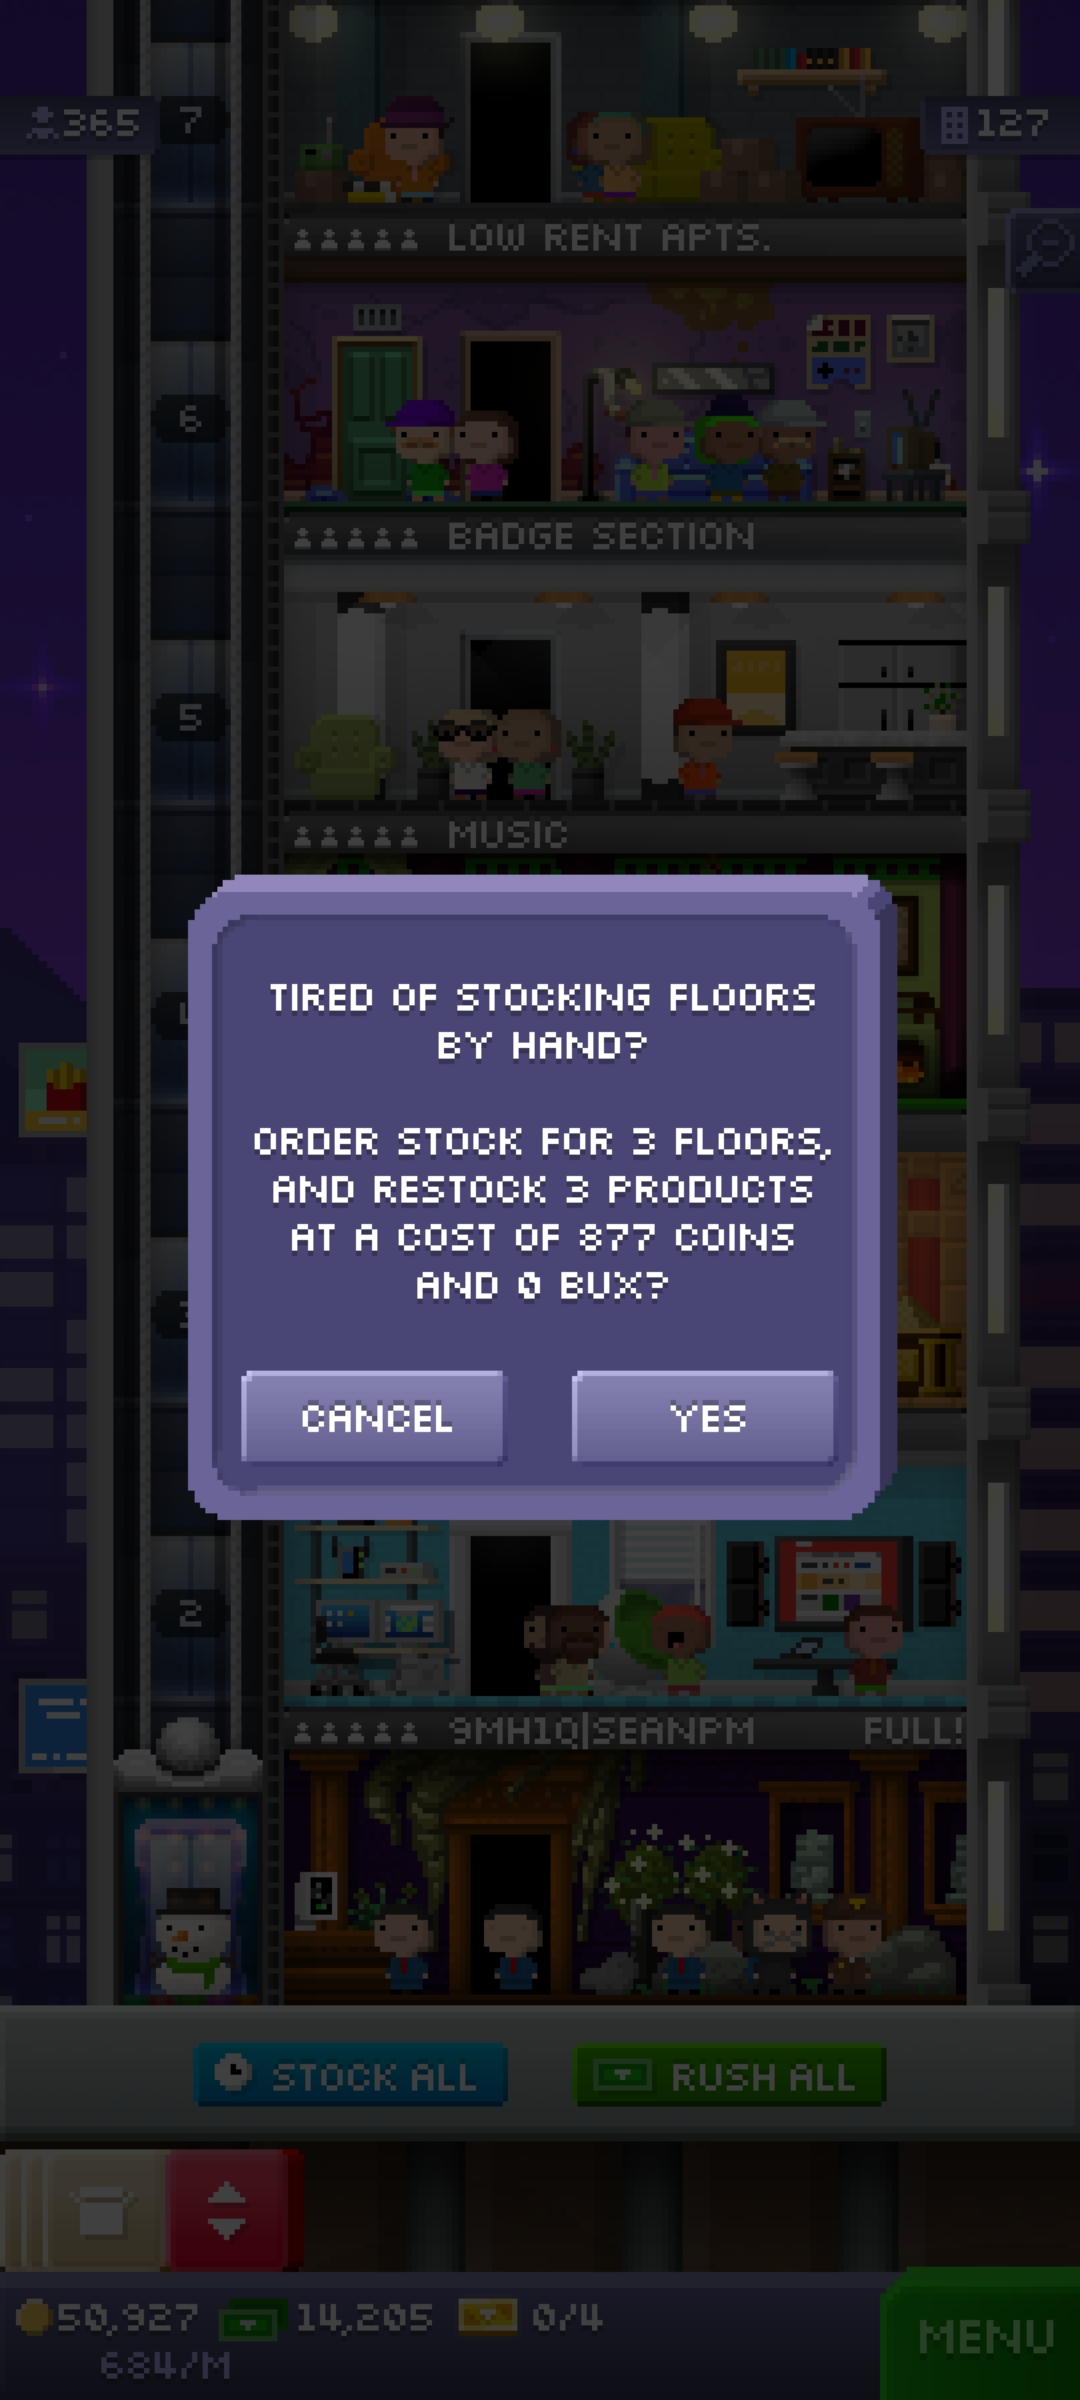 365
7
127
LOW RENT APTS.
6
BADGE SECTION
5
MUSIC
TIRED OF STOCKING FLOORS
BY HAND?
ORDER STOCK FOR 3 FLOORS,
AND RESTOCK 3 PRODUCTS
AT A COST OF 877 COINS
AND 0 BUX?
CANCEL
YES
2
9MH1Q|SEANPM
FULL!
STOCK ALL
RUSH ALL
50,927
14,205
0/4
684/M
MENU